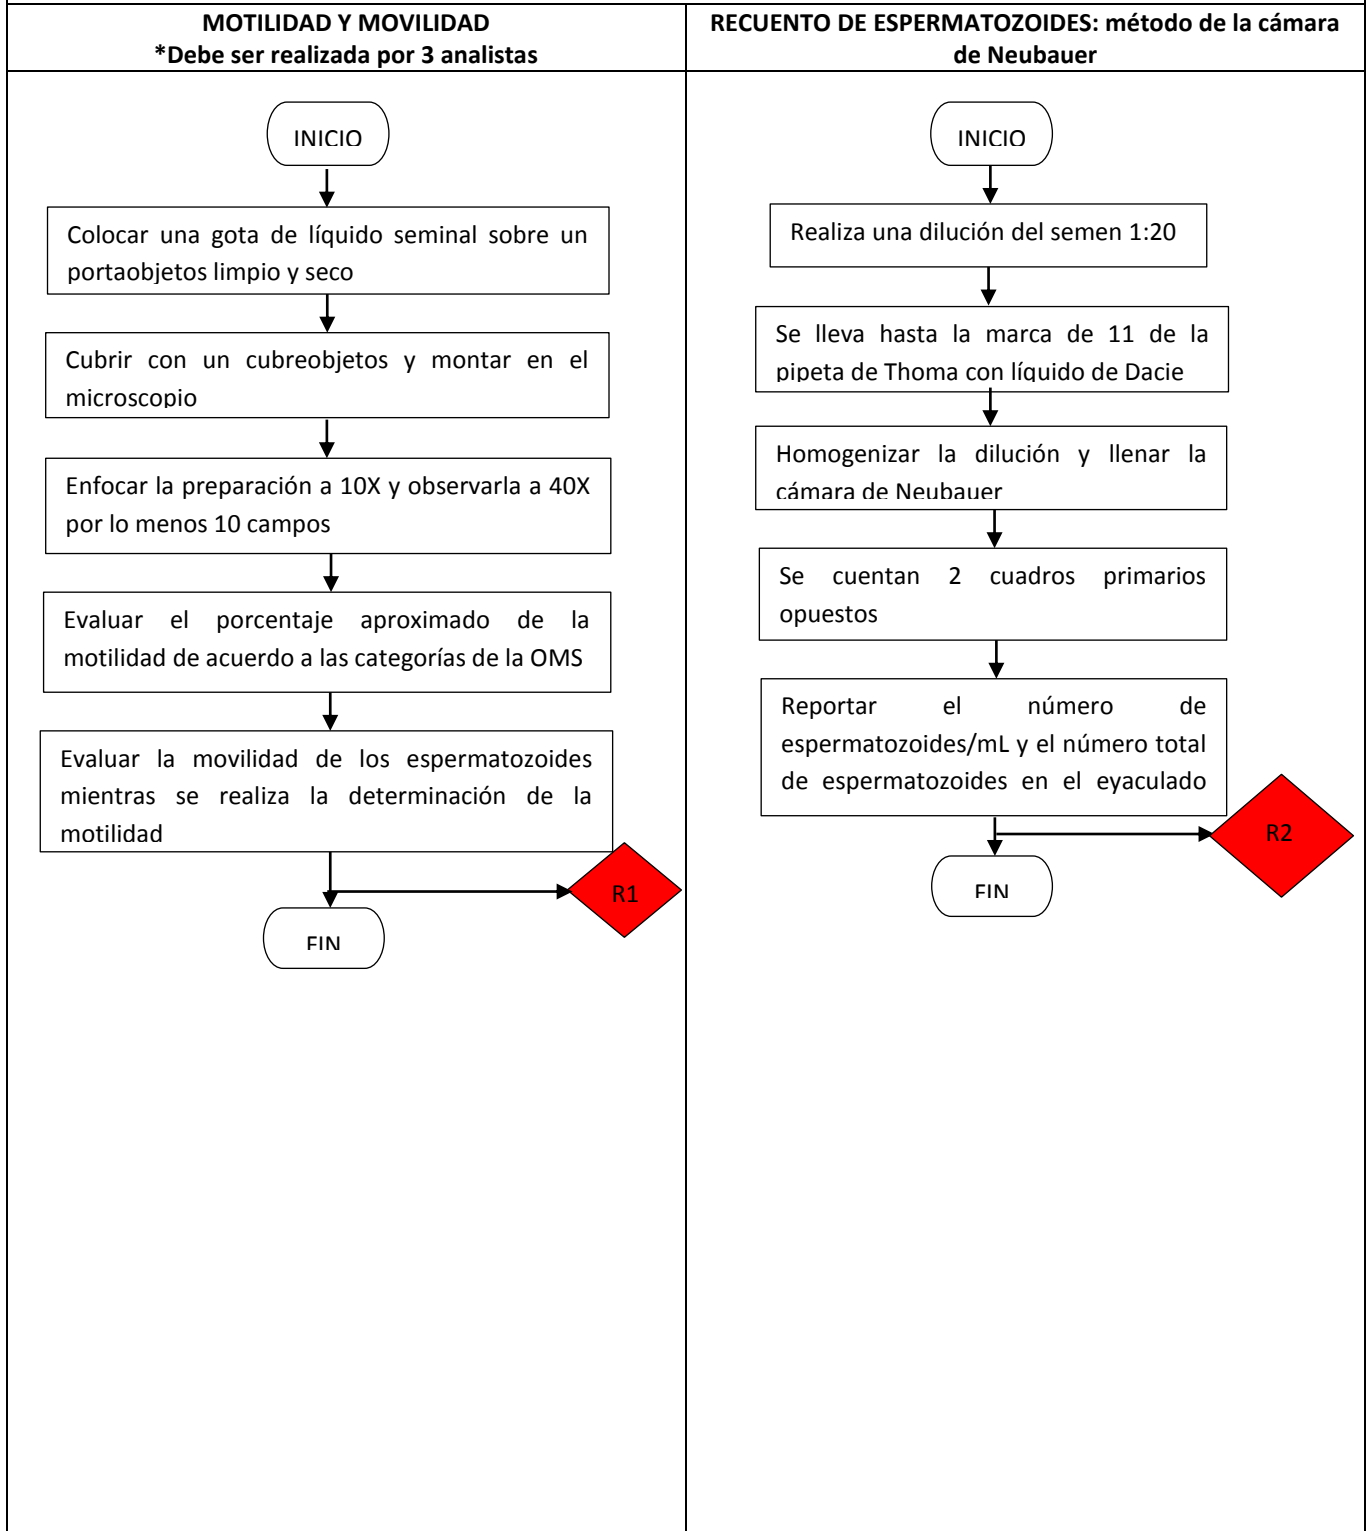 MOTILIDAD Y MOVILIDAD
*Debe ser realizada por 3 analistas
INICIO
Colocar una gota de líquido seminal sobre un
portaobjetos limpio y seco
Cubrir con un cubreobjetos y montar en el
microscopio
Enfocar la preparación a 10X y observarla a 40X
por lo menos 10 campos
Evaluar el porcentaje aproximado de la
motilidad de acuerdo a las categorías de la OMS
Evaluar la movilidad de los espermatozoides
mientras se realiza la determinación de la
motilidad
R1
FIN
RECUENTO DE ESPERMATOZOIDES: método de la cámara
de Neubauer
INICIO
Realiza una dilución del semen 1:20
Se lleva hasta la marca de 11 de la
pipeta de Thoma con líquido de Dacie
Homogenizar la dilución y llenar la
cámara de Neubauer
Se cuentan 2 cuadros primarios
opuestos
Reportar el número de
espermatozoides/mL y el número total
de espermatozoides en el eyaculado
R2
FIN